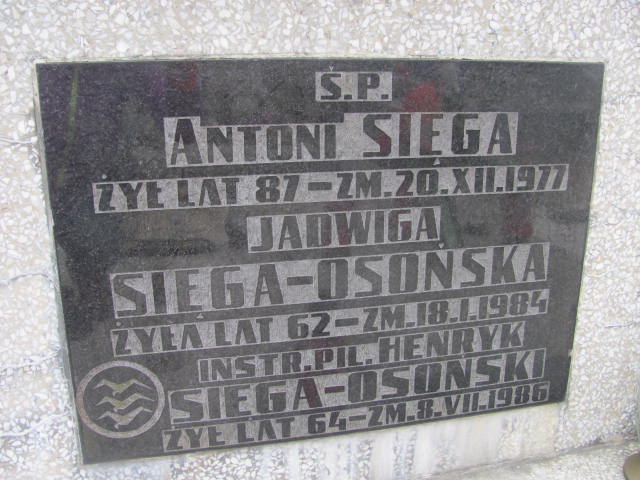 Ś.P.
ANTONI SIĘGA
ŻYŁ LAT 87 – ZM. 20.XII.1977
JADWIGA
SIĘGA-OSOŃSKA
ŻYŁA LAT 62 – ZM. 18.I.1984
INSTR. PIL. HENRYK
SIĘGA-OSOŃSKI
ŻYŁ LAT 64 – ZM. 8.VII.1986